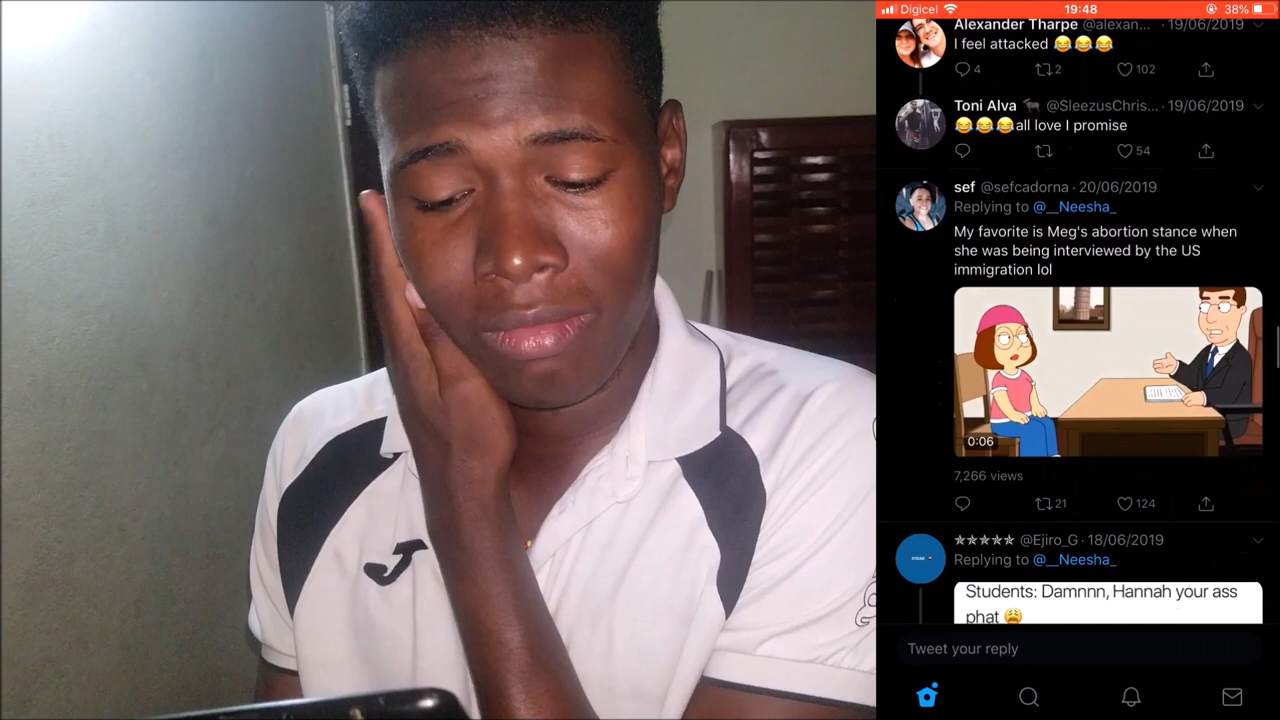 Digicel 19:48 38%
Alexander Tharpe @alexan... · 19/06/2019
I feel attacked 😂😂😂
4 2 102
Toni Alva 🐐 @SleezusChris... · 19/06/2019
😂😂😂all love I promise
54
sef @sefcadorna · 20/06/2019
Replying to @__Neesha_
My favorite is Meg's abortion stance when
she was being interviewed by the US
immigration lol
0:06
7,266 views
21 124
✯✯✯✯✯ @Ejiro_G · 18/06/2019
Replying to @__Neesha_
Students: Damnnn, Hannah your ass
phat 😩
Tweet your reply